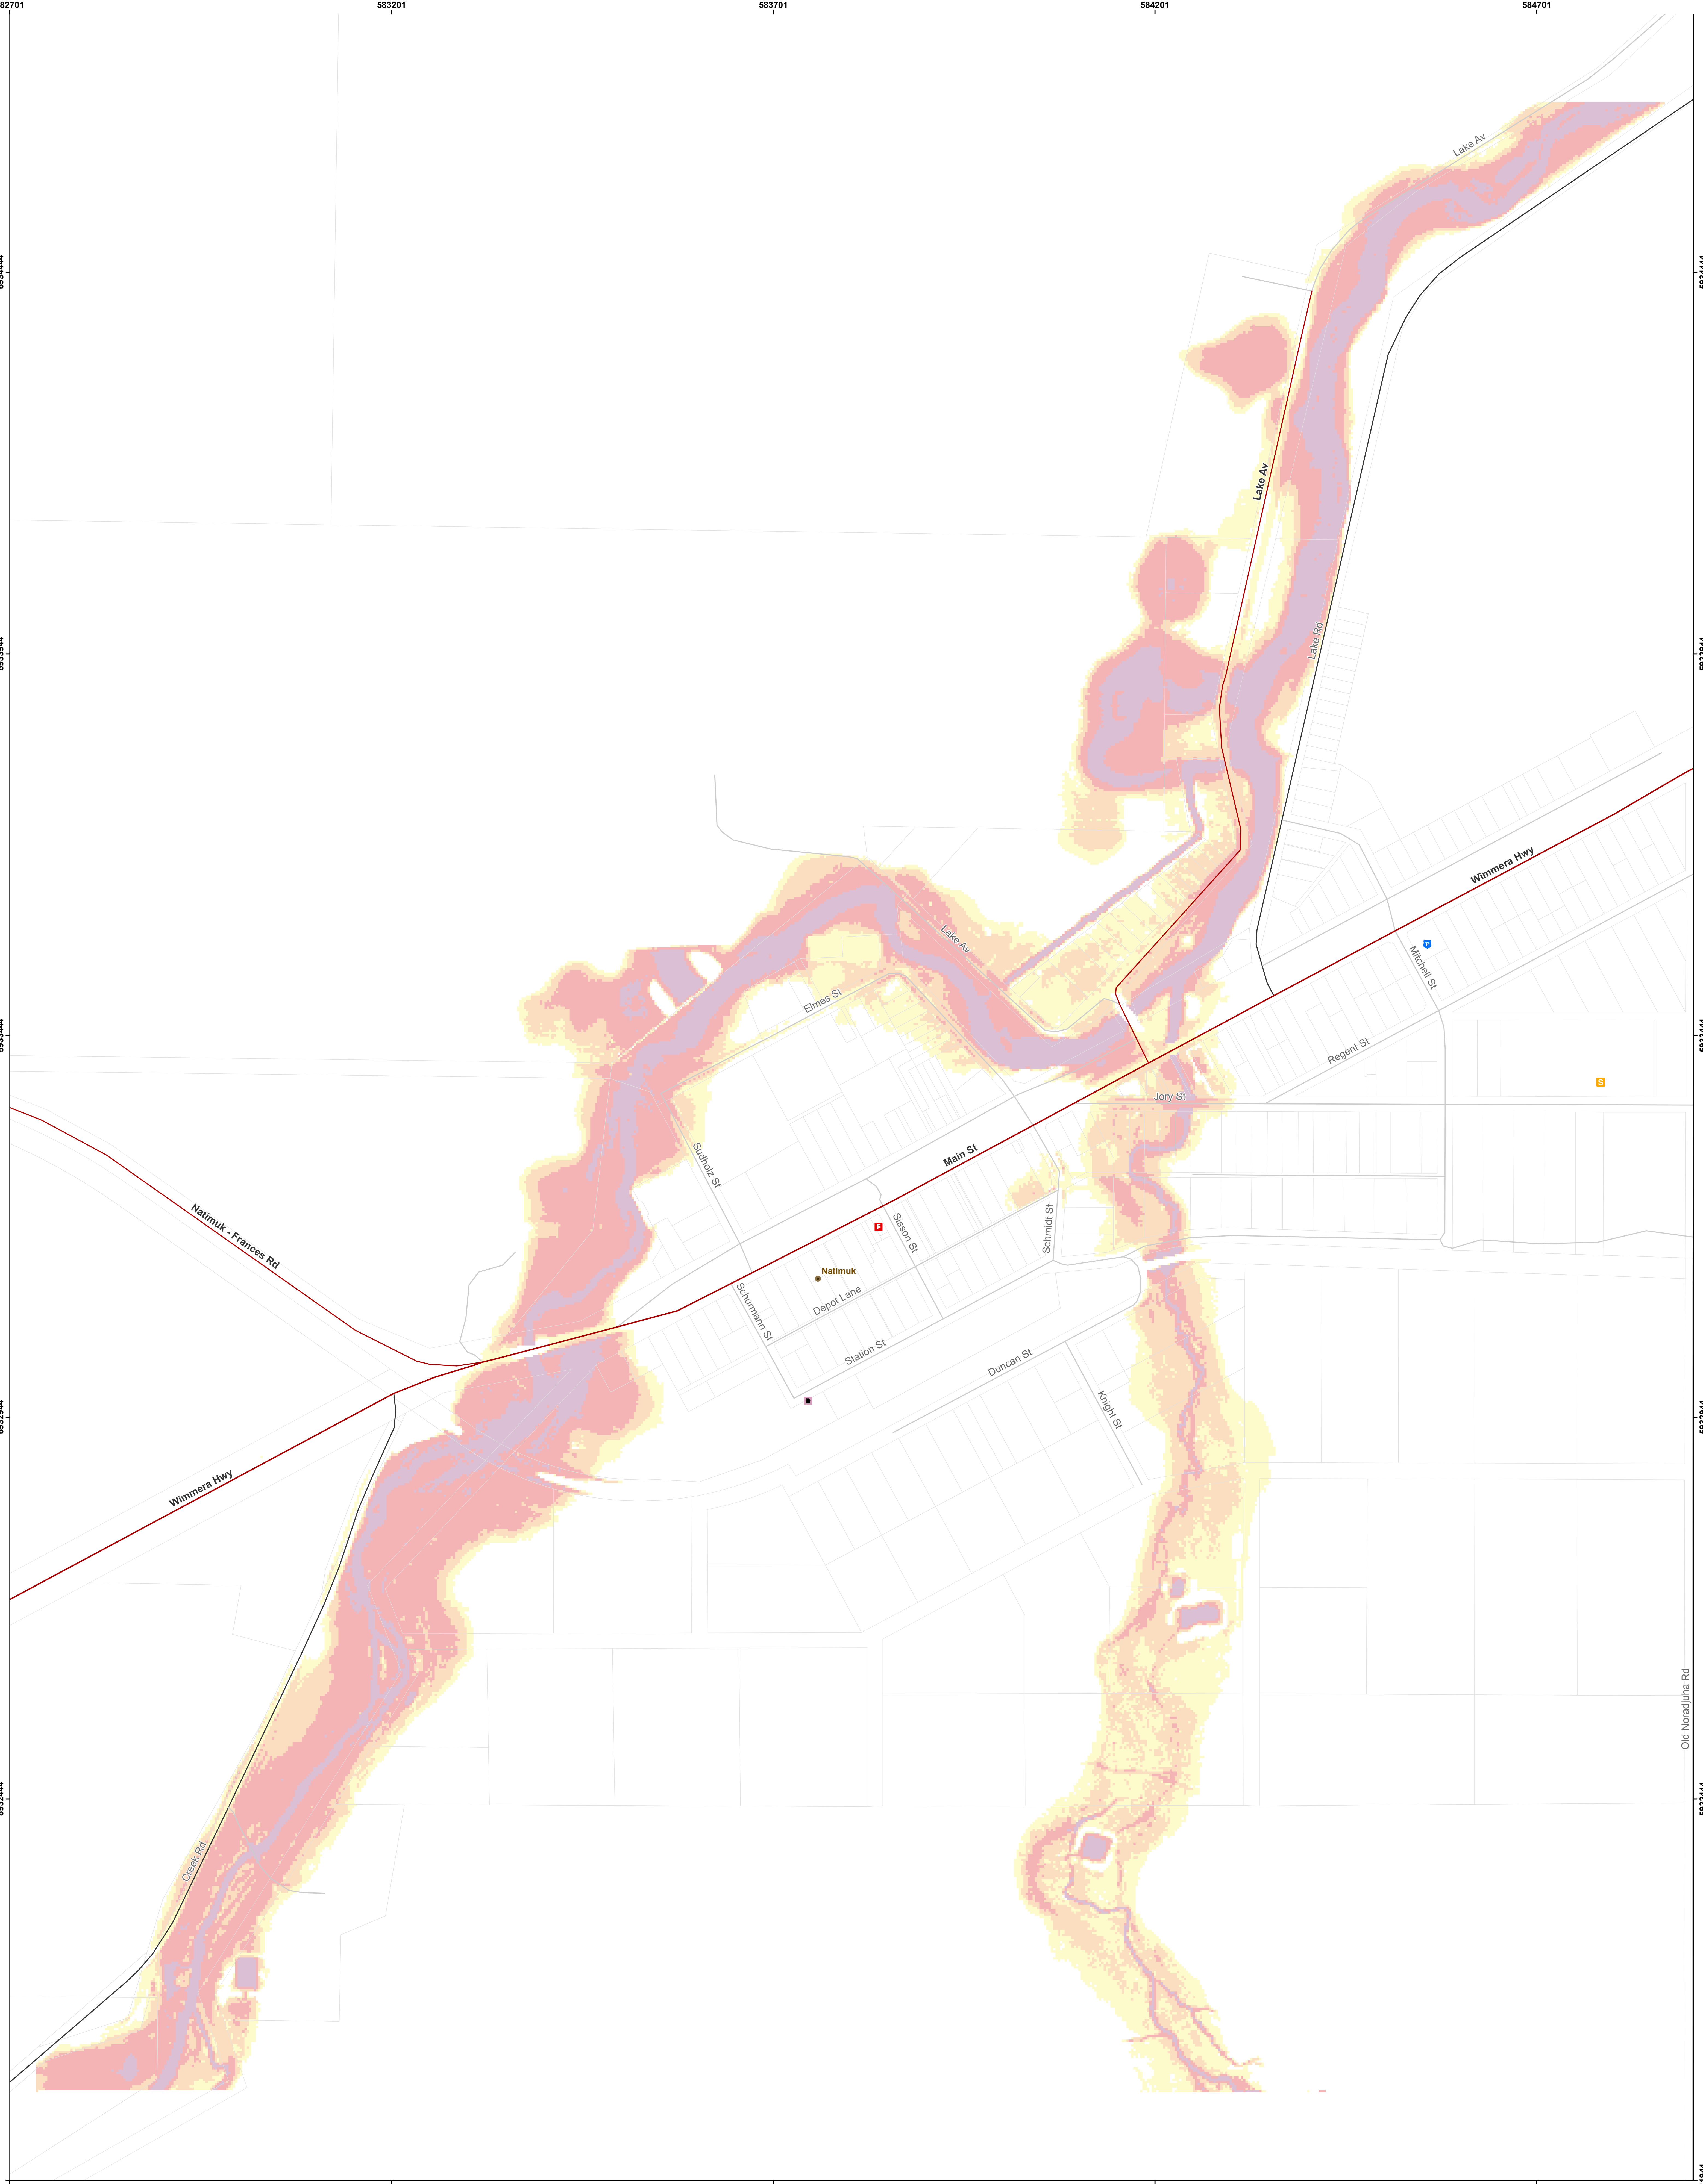 82701
583201
583701
584201
584701
Lake Av
Lake Av
Lake Rd
Wimmera Hwy
Lake Av
Mitchell St
P
Elmes St
Regent St
S
Jory St
Main St
Sudholz St
Natimuk - Frances Rd
Sisson St
Schmidt St
F
Natimuk
Depot Lane
Schurmann St
Station St
Duncan St
Knight St
Wimmera Hwy
Old Noradjuha Rd
Creek Rd